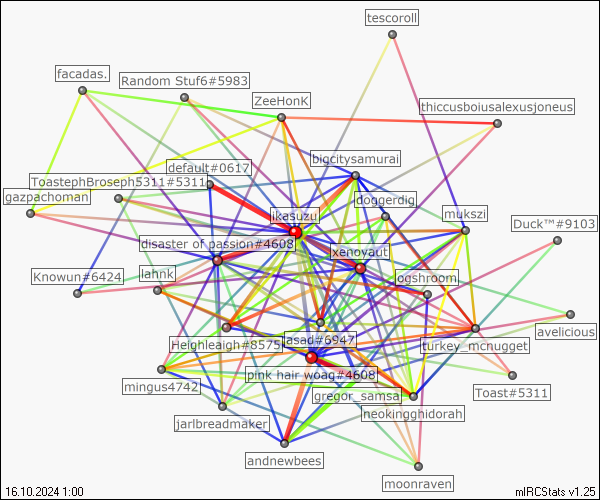 tescoroll
facadas.
Random Stuf6#5983
ZeeHonK
thiccusboiusalexusjoneus
bigcitysamurai
default#0617
ToastephBroseph5311#5311
gazpachoman
doggerdig
ikasuzu
mukszi
Duck™#9103
disaster of passion#4608
xenovaut
Knowun#6424
lahnk
ogshroom.
Heighleaigh#8575
jasad#6947
turkey_mcnugget
avelicious
pink hair woag#4608
mingus4742
gregor_samsa
Toast#5311
neokingghidorah
jarlbreadmaker
andnewbees
moonraven
16.10.2024 1:00
mIRCStats v1.25